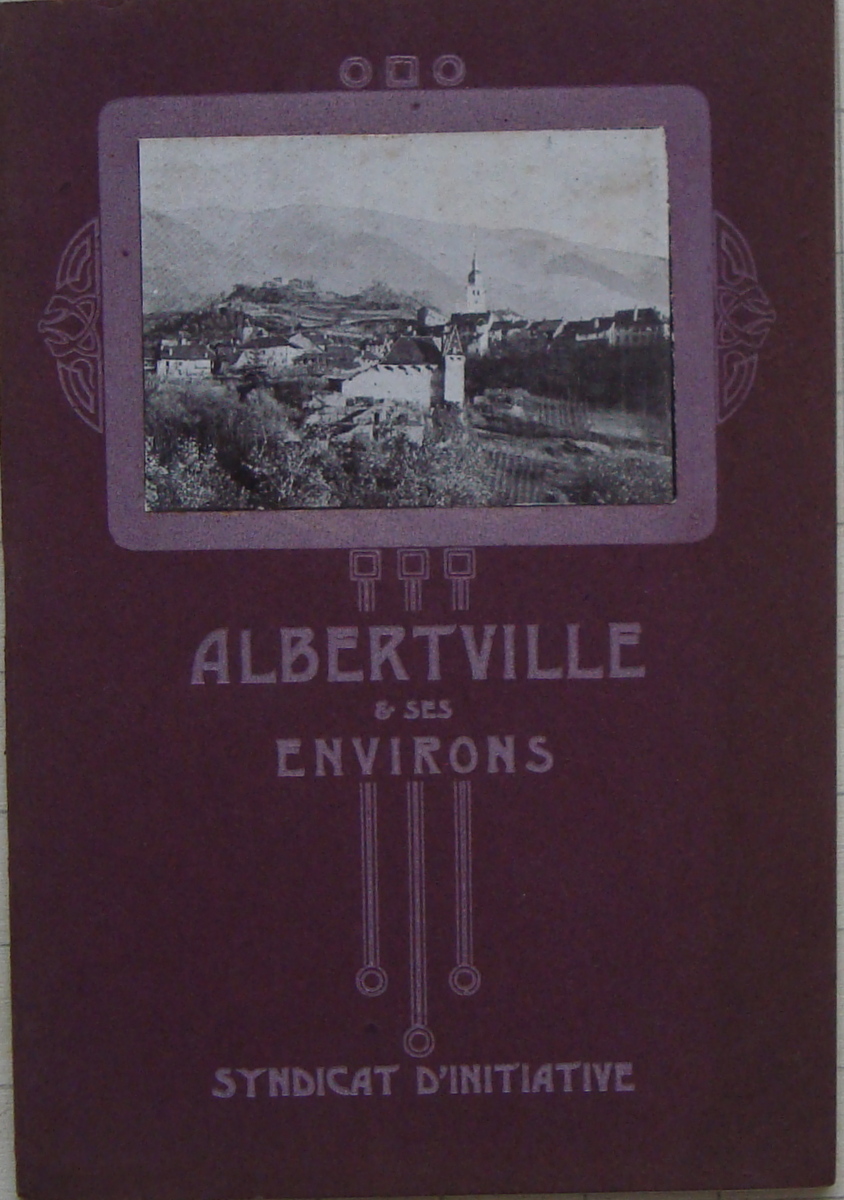 ALBERTVILLE
& SES
ENVIRONS
SYNDICAT D'INITIATIVE